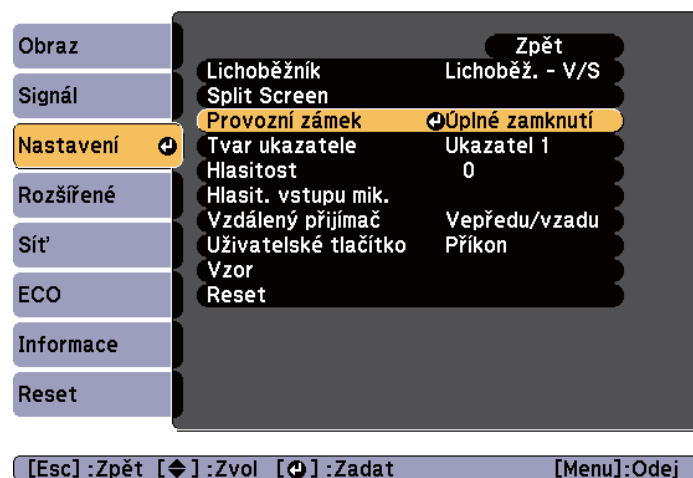 Obraz
Signál
Nastavení
Rozšířené
Síť
ECO
Informace
Reset
Zpět
Lichoběžník Lichoběž. - V/S
Split Screen
Provozní zámek Úplné zamknutí
Tvar ukazatele Ukazatel 1
Hlasitost 0
Hlasit. vstupu mik.
Vzdálený přijímač Vepředu/vzadu
Uživatelské tlačítko Příkon
Vzor
Reset
[Esc] :Zpět [◆] :Zvol [↵] :Zadat [Menu]:Odej